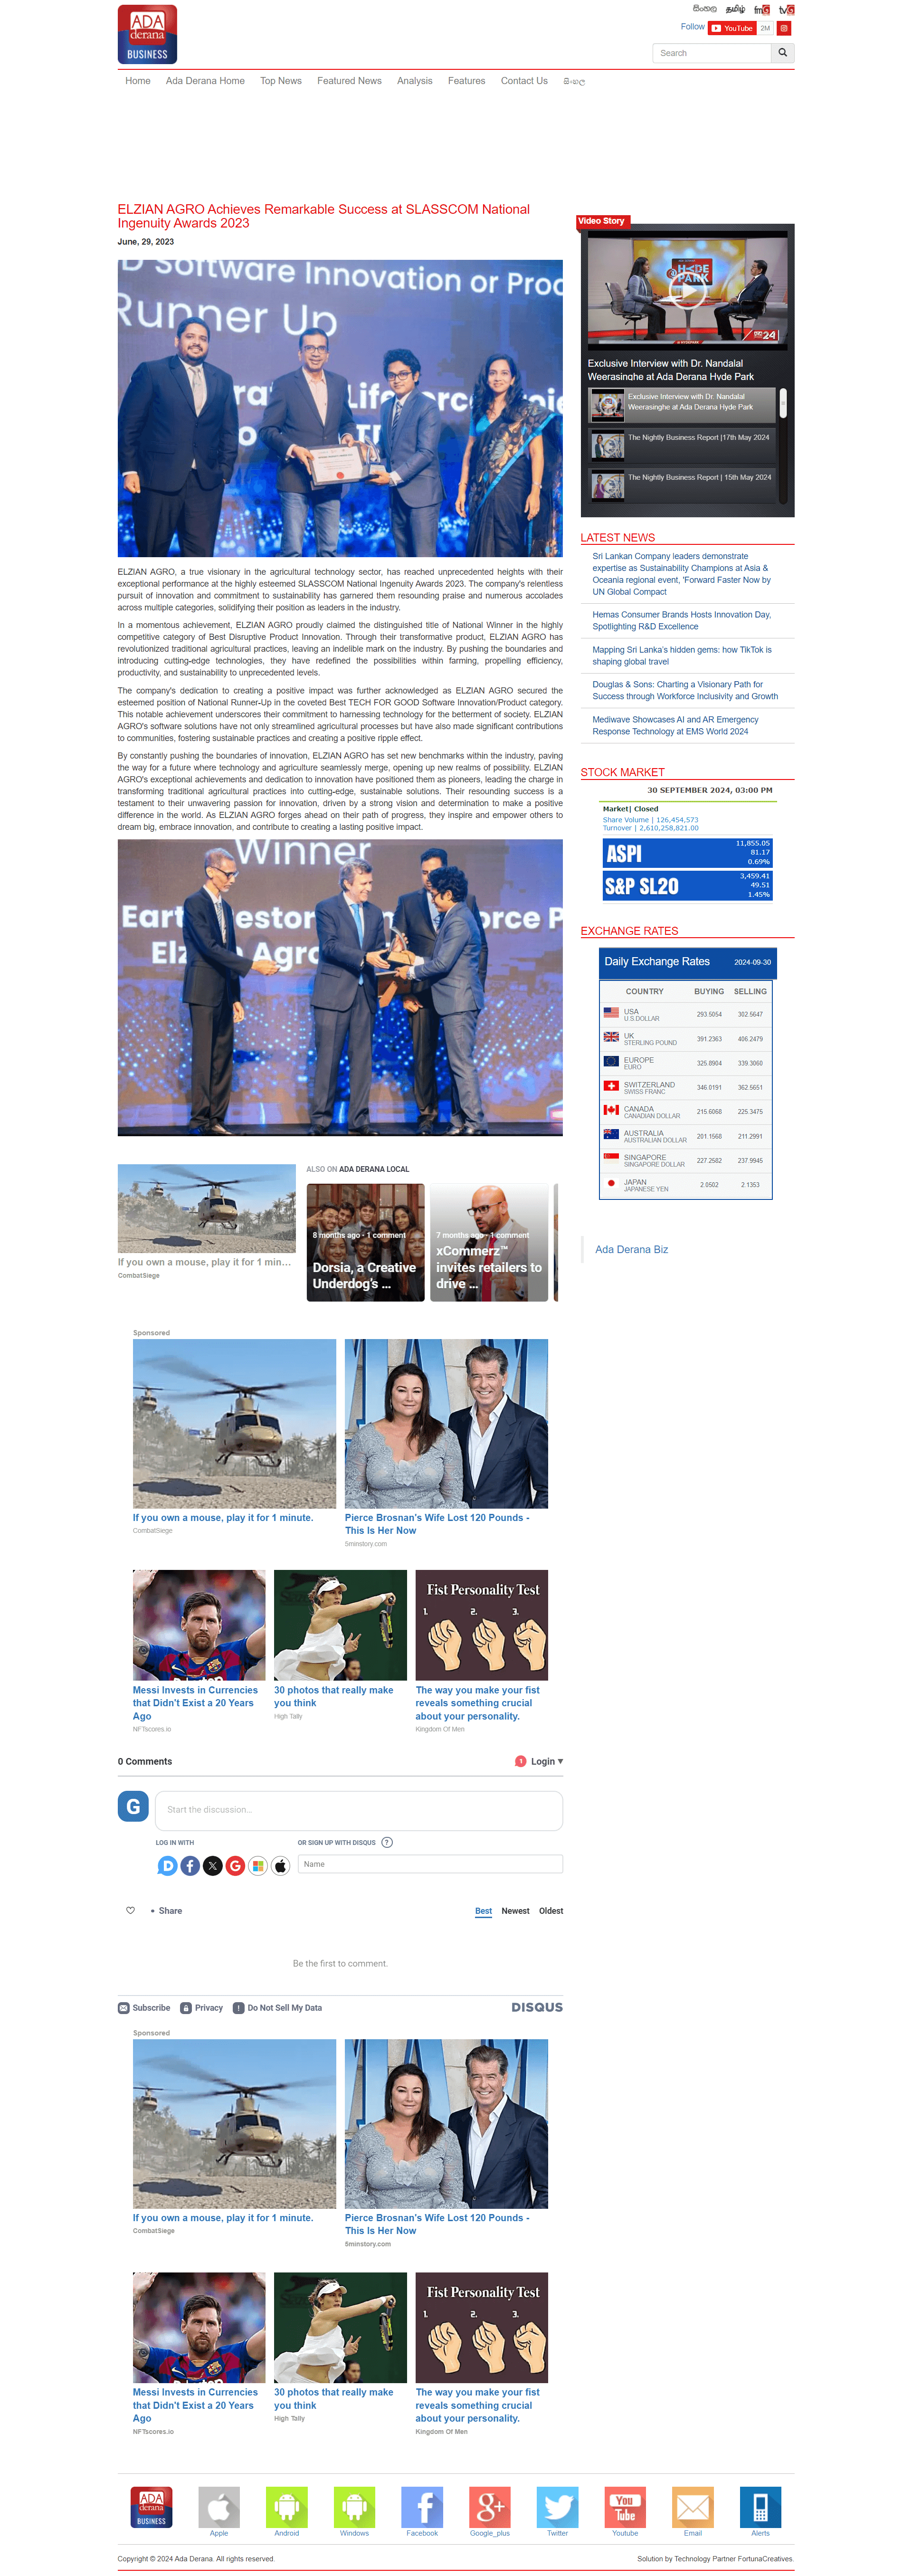 ADA
derana
BUSINESS
සිංහල
தமிழ்
fmG
tvG
Follow
YouTube
2M
Search
Home
Ada Derana Home
Top News
Featured News
Analysis
Features
Contact Us
සිංහල
ELZIAN AGRO Achieves Remarkable Success at SLASSCOM National
Ingenuity Awards 2023
June, 29, 2023
D Software Innovation or Proc
Runner Up
ELZIAN AGRO, a true visionary in the agricultural technology sector, has reached unprecedented heights with their
exceptional performance at the highly esteemed SLASSCOM National Ingenuity Awards 2023. The company's relentless
pursuit of innovation and commitment to sustainability has garnered them resounding praise and numerous accolades
across multiple categories, solidifying their position as leaders in the industry.
In a momentous achievement, ELZIAN AGRO proudly claimed the distinguished title of National Winner in the highly
competitive category of Best Disruptive Product Innovation. Through their transformative product, ELZIAN AGRO has
revolutionized traditional agricultural practices, leaving an indelible mark on the industry. By pushing the boundaries and
introducing cutting-edge technologies, they have redefined the possibilities within farming, propelling efficiency,
productivity, and sustainability to unprecedented levels.
The company's dedication to creating a positive impact was further acknowledged as ELZIAN AGRO secured the
esteemed position of National Runner-Up in the coveted Best TECH FOR GOOD Software Innovation/Product category.
This notable achievement underscores their commitment to harnessing technology for the betterment of society. ELZIAN
AGRO's software solutions have not only streamlined agricultural processes but also have made significant contributions
to communities, fostering sustainable practices and creating a positive ripple effect.
By constantly pushing the boundaries of innovation, ELZIAN AGRO has set new benchmarks within the industry, paving
the way for a future where technology and agriculture seamlessly merge, opening up new realms of possibility. ELZIAN
AGRO's exceptional achievements and dedication to innovation have positioned them as pioneers, leading the charge in
transforming traditional agricultural practices into cutting-edge, sustainable solutions. Their resounding success is a
testament to their unwavering passion for innovation, driven by a strong vision and determination to make a positive
difference in the world. As ELZIAN AGRO forges ahead on their path of progress, they inspire and empower others to
dream big, embrace innovation, and contribute to creating a lasting positive impact.
Winner
Elzian Agro
If you own a mouse, play it for 1 min...
CombatSiege
ALSO ON ADA DERANA LOCAL
8 months ago · 1 comment
Dorsia, a Creative
Underdog's ...
7 months ago · 1 comment
xCommerz™
invites retailers to
drive ...
Sponsored
If you own a mouse, play it for 1 minute.
CombatSiege
Pierce Brosnan's Wife Lost 120 Pounds -
This Is Her Now
5minstory.com
Messi Invests in Currencies
that Didn't Exist a 20 Years
Ago
NFTscores.io
30 photos that really make
you think
High Tally
Fist Personality Test
1.
2.
3.
The way you make your fist
reveals something crucial
about your personality.
Kingdom Of Men
0 Comments
1
Login
G
Start the discussion...
LOG IN WITH
OR SIGN UP WITH DISQUS
?
Name
• Share
Best
Newest
Oldest
Be the first to comment.
Subscribe
Privacy
Do Not Sell My Data
DISQUS
Sponsored
If you own a mouse, play it for 1 minute.
CombatSiege
Pierce Brosnan's Wife Lost 120 Pounds -
This Is Her Now
5minstory.com
Messi Invests in Currencies
that Didn't Exist a 20 Years
Ago
NFTscores.io
30 photos that really make
you think
High Tally
Fist Personality Test
1.
2.
3.
The way you make your fist
reveals something crucial
about your personality.
Kingdom Of Men
Video Story
HYDE
PARK
24
Exclusive Interview with Dr. Nandalal
Weerasinghe at Ada Derana Hyde Park
Exclusive Interview with Dr. Nandalal
Weerasinghe at Ada Derana Hyde Park
The Nightly Business Report |17th May 2024
The Nightly Business Report | 15th May 2024
LATEST NEWS
Sri Lankan Company leaders demonstrate
expertise as Sustainability Champions at Asia &
Oceania regional event, 'Forward Faster Now by
UN Global Compact
Hemas Consumer Brands Hosts Innovation Day,
Spotlighting R&D Excellence
Mapping Sri Lanka's hidden gems: how TikTok is
shaping global travel
Douglas & Sons: Charting a Visionary Path for
Success through Workforce Inclusivity and Growth
Mediwave Showcases AI and AR Emergency
Response Technology at EMS World 2024
STOCK MARKET
30 SEPTEMBER 2024, 03:00 PM
Market| Closed
Share Volume | 126,454,573
Turnover | 2,610,258,821.00
ASPI
11,855.05
81.17
0.69%
S&P SL20
3,459.41
49.51
1.45%
EXCHANGE RATES
Daily Exchange Rates 2024-09-30
COUNTRY BUYING SELLING
USA
U.S.DOLLAR 293.5054 302.5647
UK
STERLING POUND 391.2363 406.2479
EUROPE
EURO 325.8904 339.3060
SWITZERLAND
SWISS FRANC 346.0191 362.5651
CANADA
CANADIAN DOLLAR 215.6068 225.3475
AUSTRALIA
AUSTRALIAN DOLLAR 201.1568 211.2991
SINGAPORE
SINGAPORE DOLLAR 227.2582 237.9945
JAPAN
JAPANESE YEN 2.0502 2.1353
Ada Derana Biz
ADA
derana
BUSINESS
Apple
Android
Windows
Facebook
Google_plus
Twitter
You
Tube
Youtube
Email
Alerts
Copyright © 2024 Ada Derana. All rights reserved.
Solution by Technology Partner FortunaCreatives.